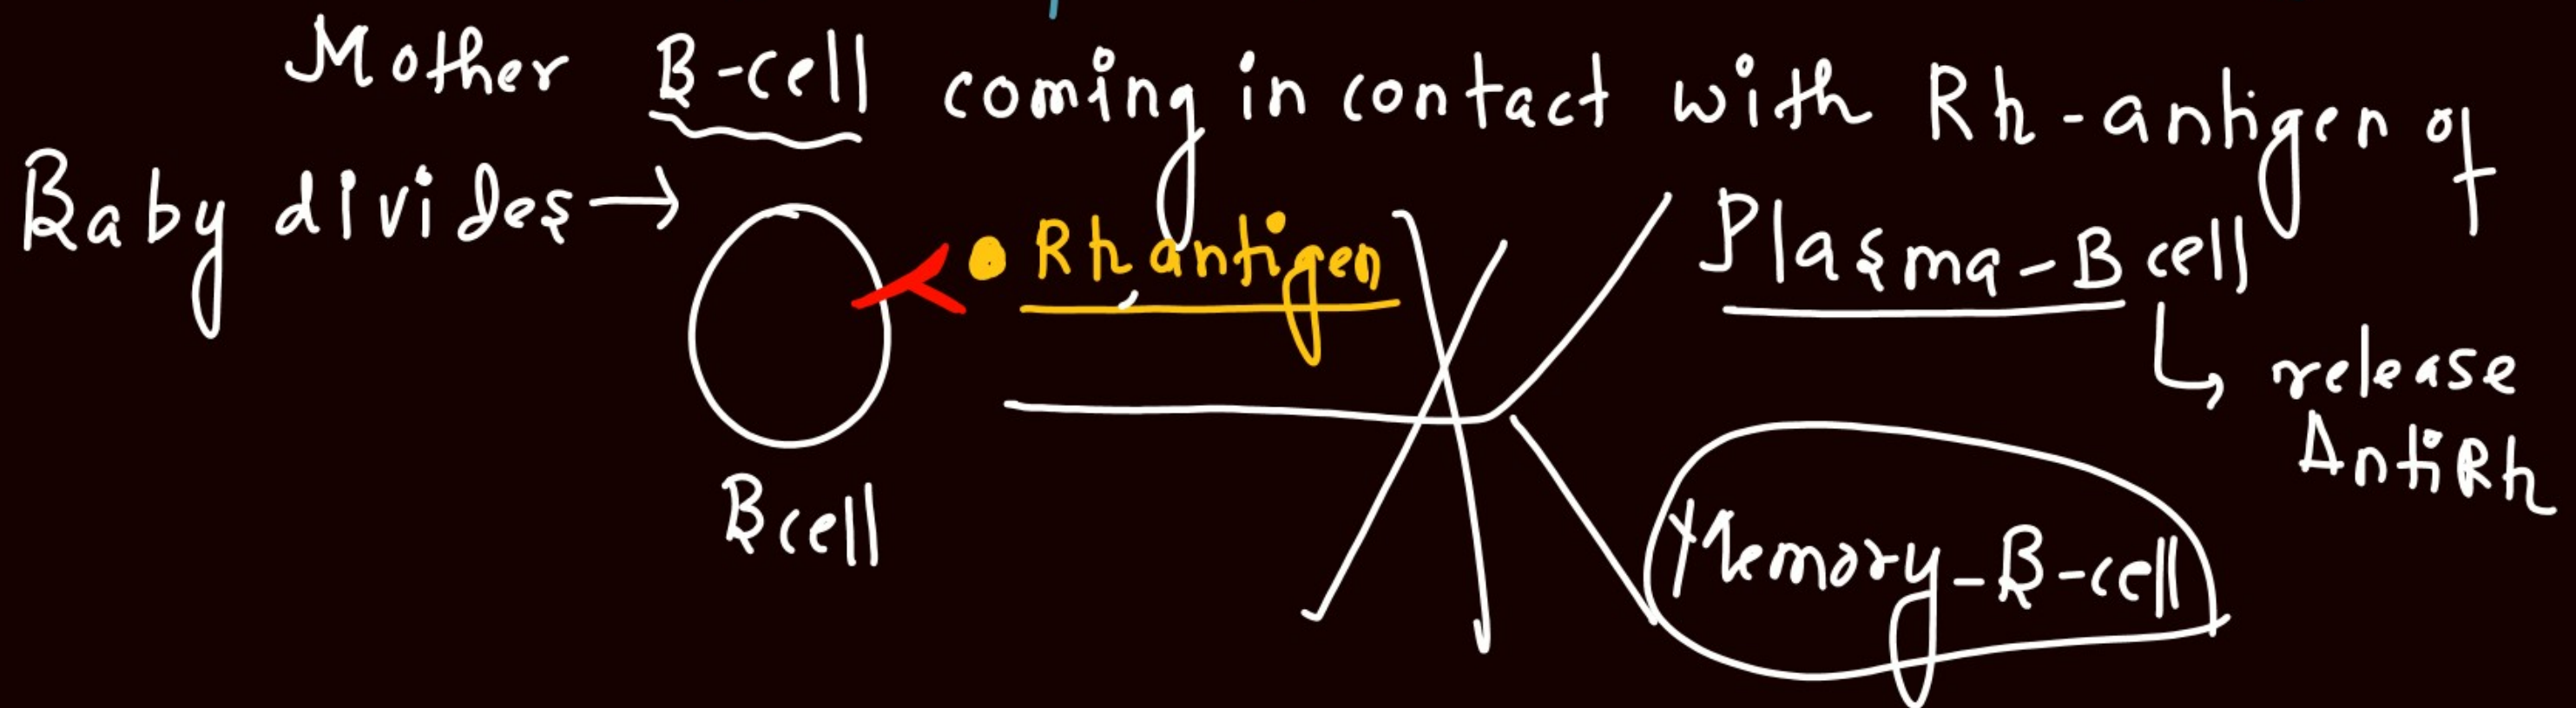 Mother B-cell coming in contact with Rh-antigen of
Baby divides →
Rh antigen
Plasma-B cell
release
AntiRh
B cell
Memory-B-cell